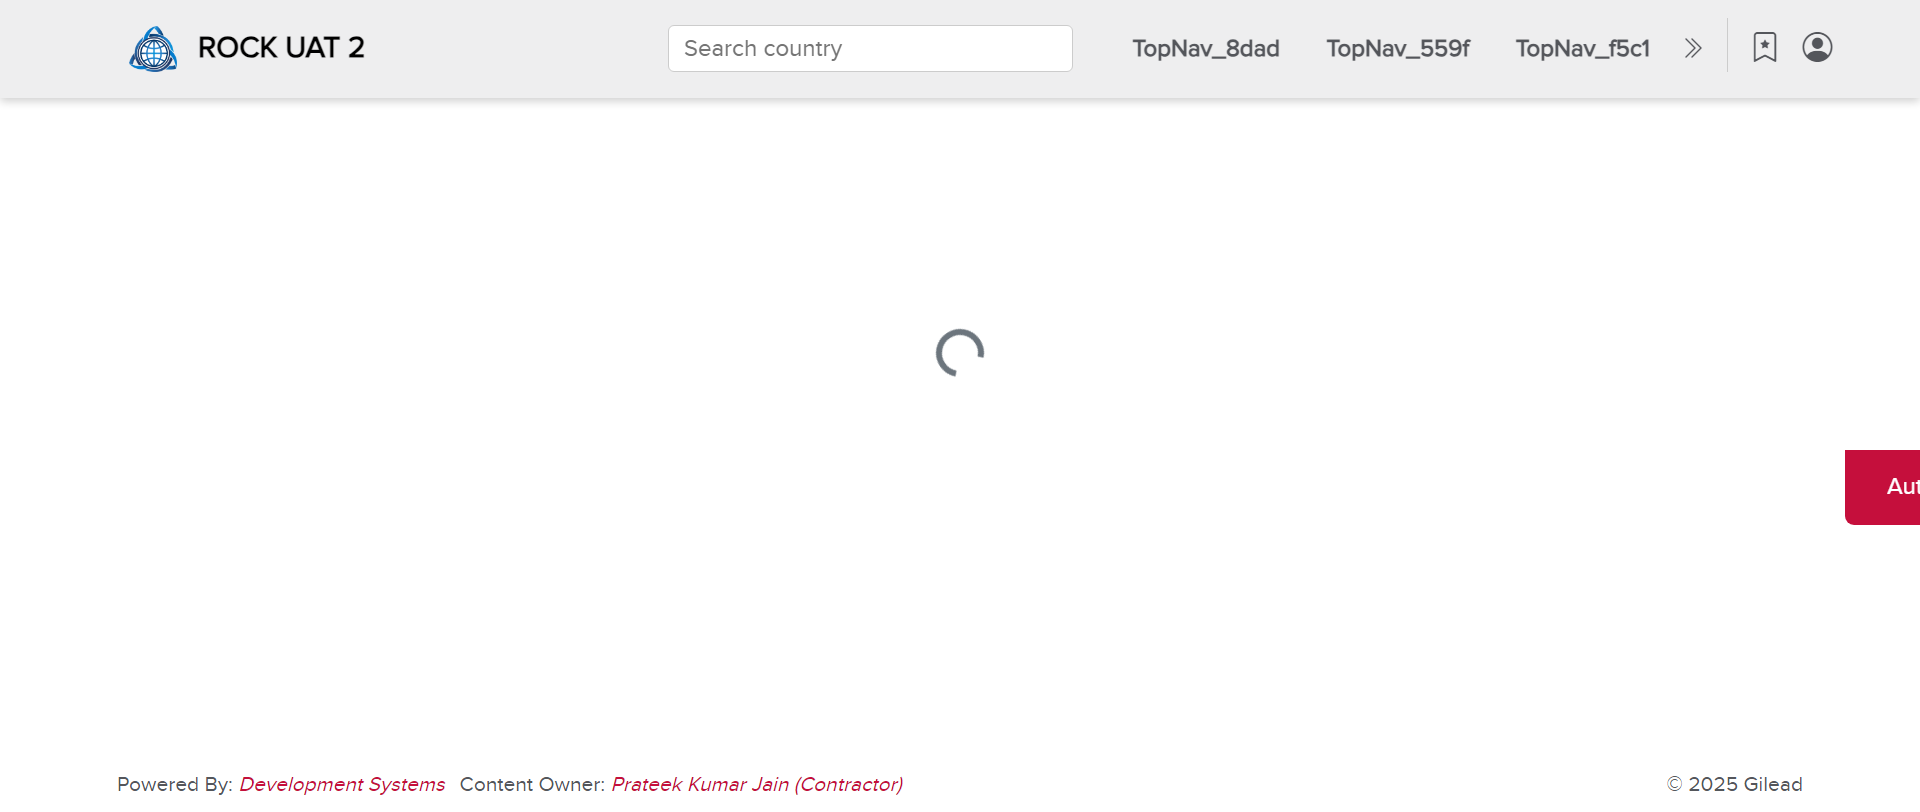 ROCK UAT 2
Search country
TopNav_8dad TopNav_559f TopNav_f5c1
Aut
Powered By: Development Systems Content Owner: Prateek Kumar Jain (Contractor)
© 2025 Gilead